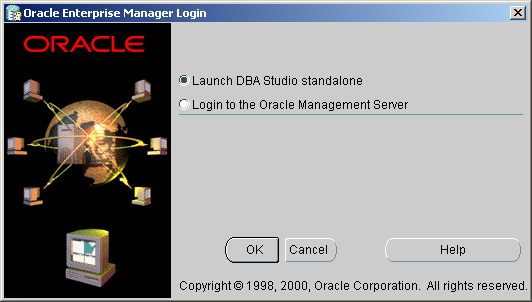 Oracle Enterprise Manager Login
ORACLE
Launch DBA Studio standalone
Login to the Oracle Management Server
OK
Cancel
Help
Copyright © 1998, 2000, Oracle Corporation. All rights reserved.